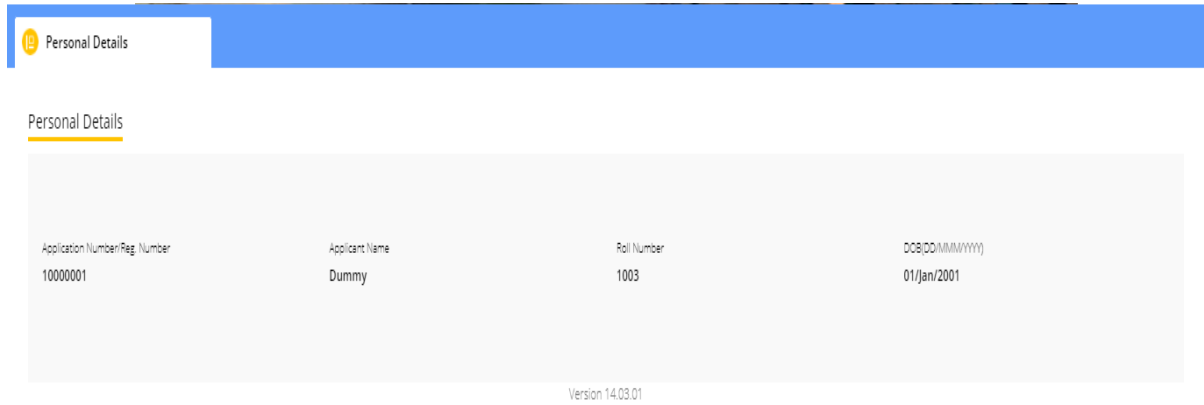 Personal Details
Personal Details
Application Number/Reg. Number
Applicant Name
Roll Number
DOB(DD/MMM/YYYY)
10000001
Dummy
1003
01/Jan/2001
Version 14.03.01